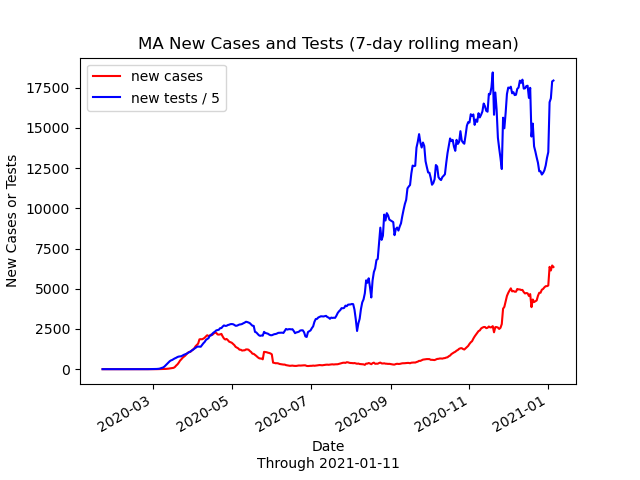 MA New Cases and Tests (7-day rolling mean)
new cases
new tests / 5
17500
15000
12500
10000
7500
5000
2500
0
New Cases or Tests
2020-03
2020-05
2020-07
2020-09
2020-11
2021-01
Date
Through 2021-01-11